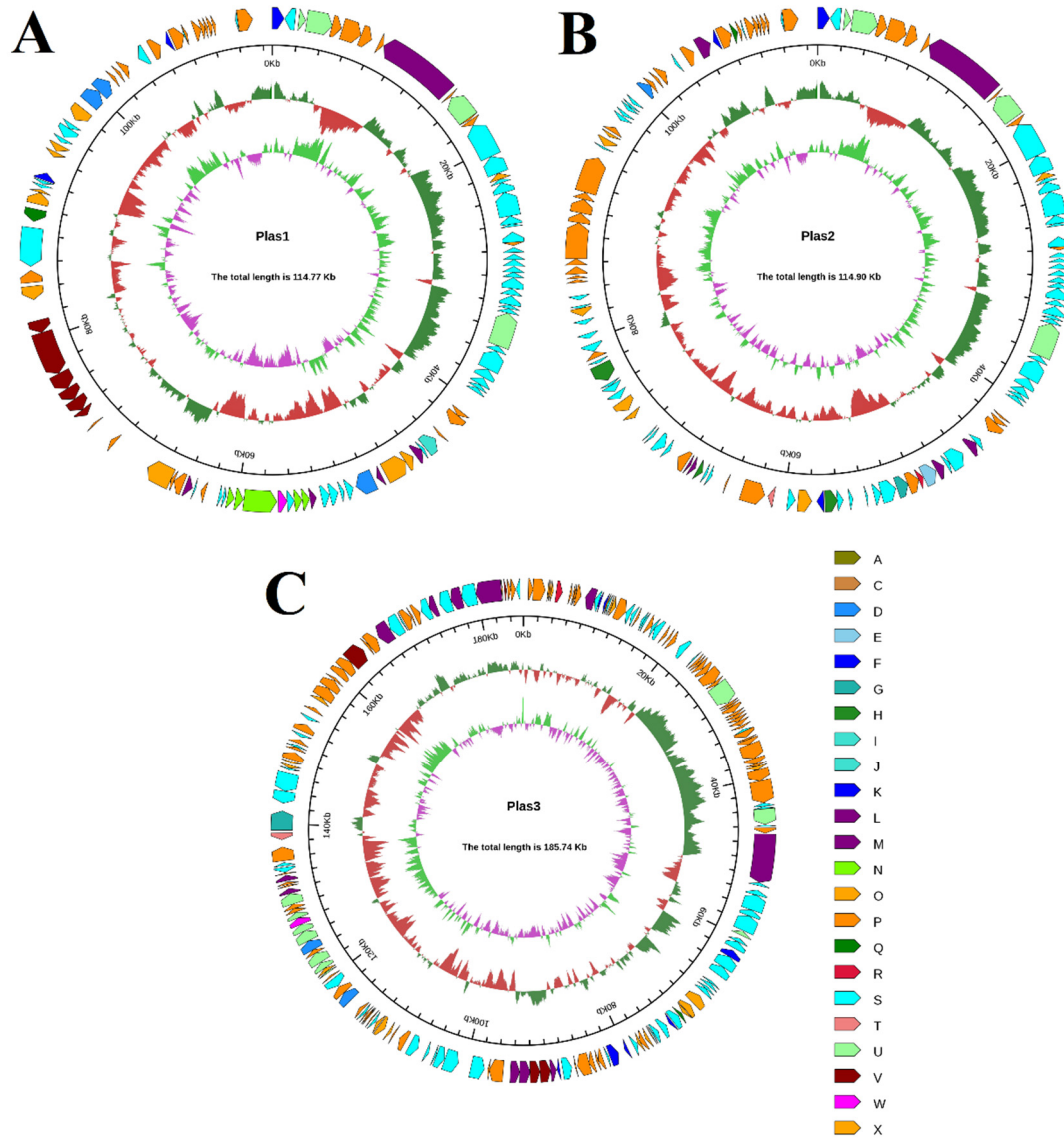 A
0Kb
20Kb
40Kb
60Kb
80Kb
100Kb
Plas1
The total length is 114.77 Kb
B
0Kb
20Kb
40Kb
60Kb
80Kb
100Kb
Plas2
The total length is 114.90 Kb
C
0Kb
20Kb
40Kb
60Kb
80Kb
100Kb
120Kb
140Kb
160Kb
180Kb
Plas3
The total length is 185.74 Kb
A
C
D
E
F
G
H
I
J
K
L
M
N
O
P
Q
R
S
T
U
V
W
X